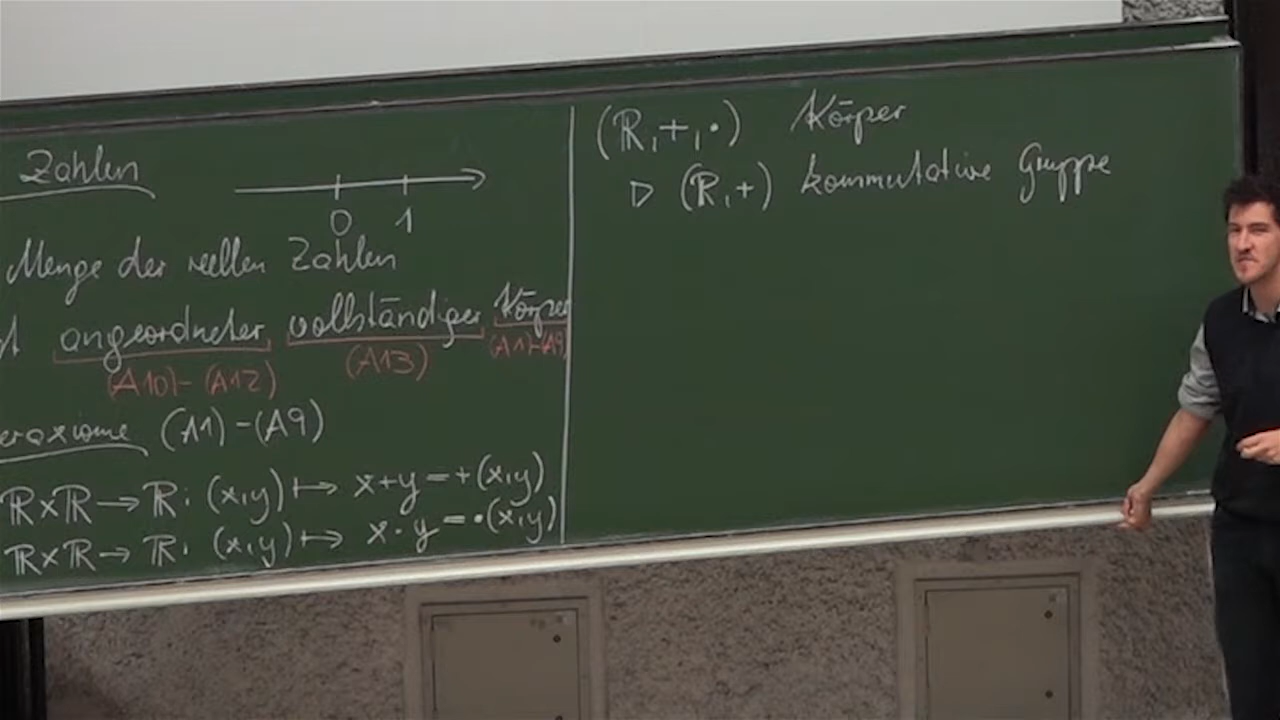 Zahlen
0 1
Menge der reellen Zahlen
angeordneter vollständiger Körper
(A10)-(A12) (A13) (A1)-(A9)
(A1)-(A9)
ℝ×ℝ→ℝ: (x,y)↦ x+y=+(x,y)
ℝ×ℝ→ℝ: (x,y)↦ x·y=·(x,y)
(ℝ,+,·) Körper
▷ (ℝ,+) kommutative Gruppe